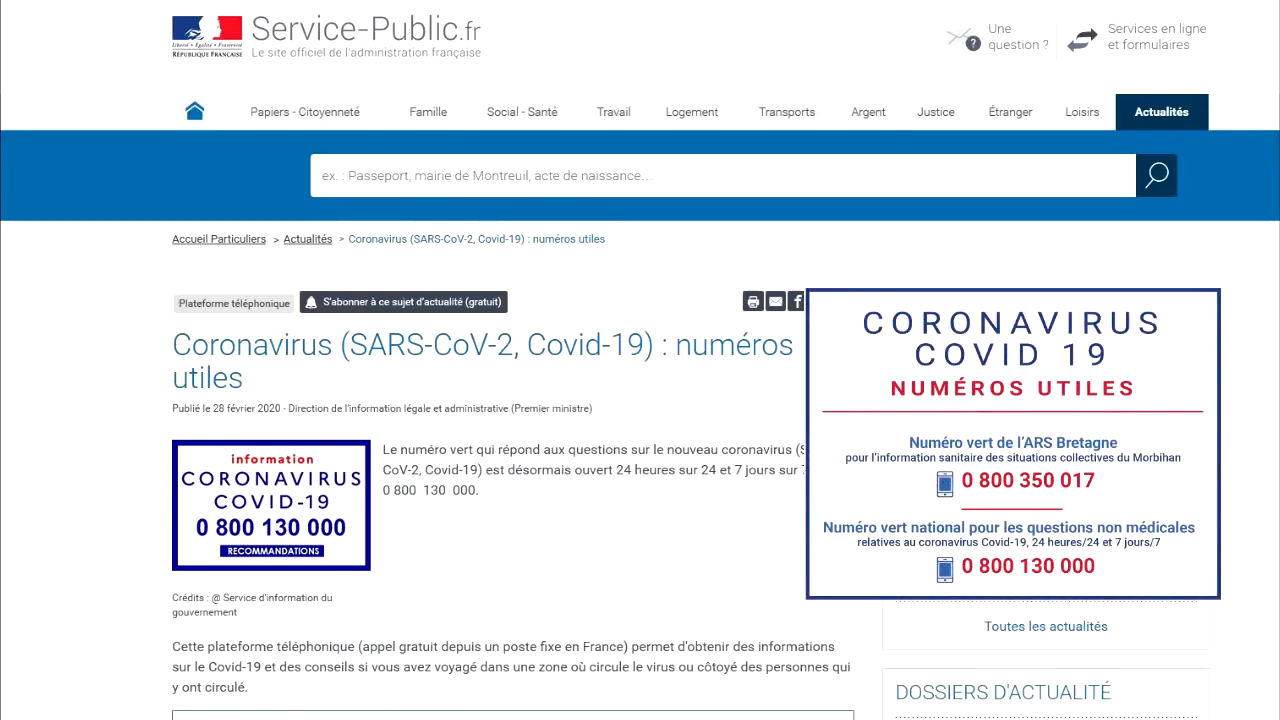 Service-Public.fr
Liberté • Égalité • Fraternité
RÉPUBLIQUE FRANÇAISE
Le site officiel de l'administration française
Une
question ?
Services en ligne
et formulaires
Papiers - Citoyenneté
Famille
Social - Santé
Travail
Logement
Transports
Argent
Justice
Étranger
Loisirs
Actualités
ex. : Passeport, mairie de Montreuil, acte de naissance…
Accueil Particuliers > Actualités > Coronavirus (SARS-CoV-2, Covid-19) : numéros utiles
Plateforme téléphonique
S'abonner à ce sujet d'actualité (gratuit)
Coronavirus (SARS-CoV-2, Covid-19) : numéros
utiles
Publié le 28 février 2020 - Direction de l'information légale et administrative (Premier ministre)
information
CORONAVIRUS
COVID-19
0 800 130 000
RECOMMANDATIONS
Le numéro vert qui répond aux questions sur le nouveau coronavirus (S
CoV-2, Covid-19) est désormais ouvert 24 heures sur 24 et 7 jours sur 7
0 800 130 000.
Crédits : @ Service d'information du
gouvernement
Cette plateforme téléphonique (appel gratuit depuis un poste fixe en France) permet d'obtenir des informations
sur le Covid-19 et des conseils si vous avez voyagé dans une zone où circule le virus ou côtoyé des personnes qui
y ont circulé.
CORONAVIRUS
COVID 19
NUMÉROS UTILES
Numéro vert de l'ARS Bretagne
pour l'information sanitaire des situations collectives du Morbihan
0 800 350 017
Numéro vert national pour les questions non médicales
relatives au coronavirus Covid-19, 24 heures/24 et 7 jours/7
0 800 130 000
Toutes les actualités
DOSSIERS D'ACTUALITÉ